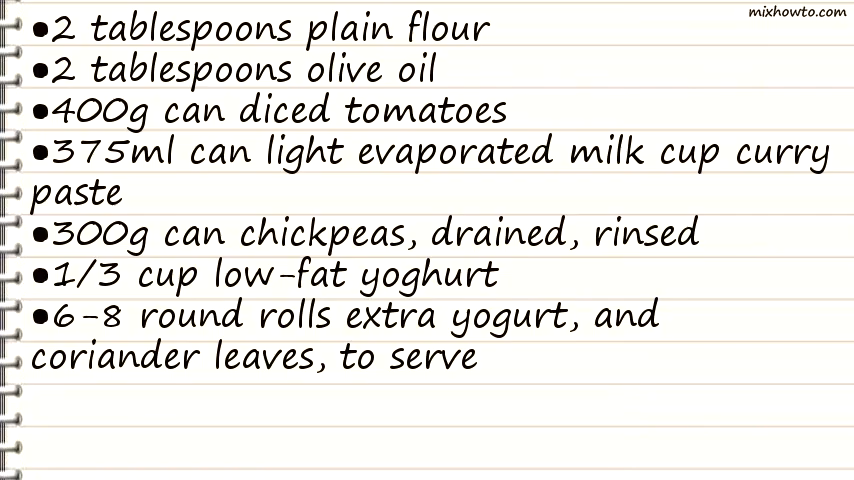 mixhowto.com
•2 tablespoons plain flour
•2 tablespoons olive oil
•400g can diced tomatoes
•375ml can light evaporated milk cup curry
paste
•300g can chickpeas, drained, rinsed
•1/3 cup low-fat yoghurt
•6-8 round rolls extra yogurt, and
coriander leaves, to serve